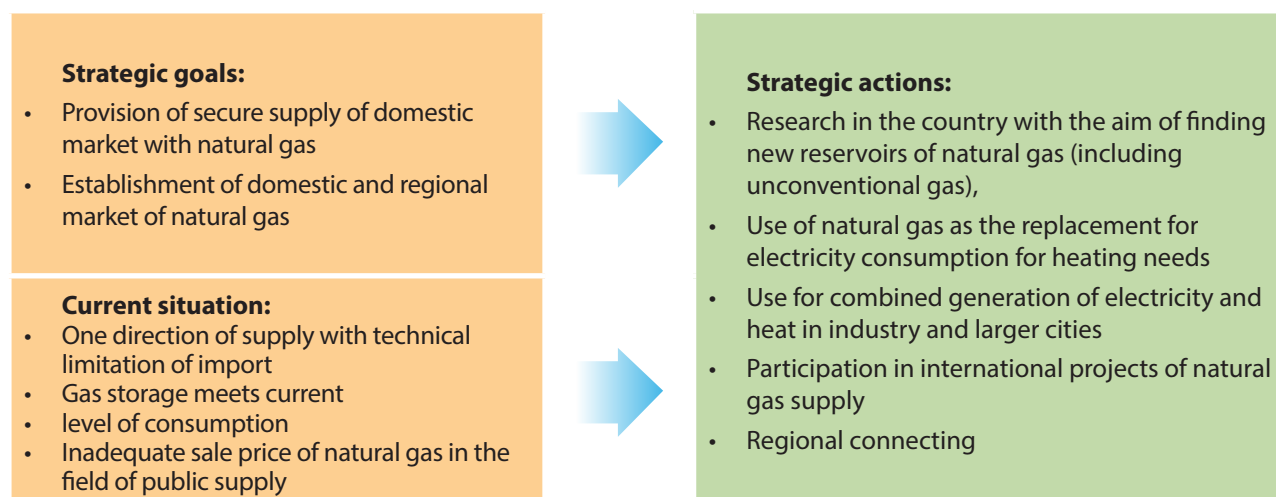 Strategic goals:
• Provision of secure supply of domestic
market with natural gas
• Establishment of domestic and regional
market of natural gas
Current situation:
• One direction of supply with technical
limitation of import
• Gas storage meets current
• level of consumption
• Inadequate sale price of natural gas in the
field of public supply
Strategic actions:
• Research in the country with the aim of finding
new reservoirs of natural gas (including
unconventional gas),
• Use of natural gas as the replacement for
electricity consumption for heating needs
• Use for combined generation of electricity and
heat in industry and larger cities
• Participation in international projects of natural
gas supply
• Regional connecting